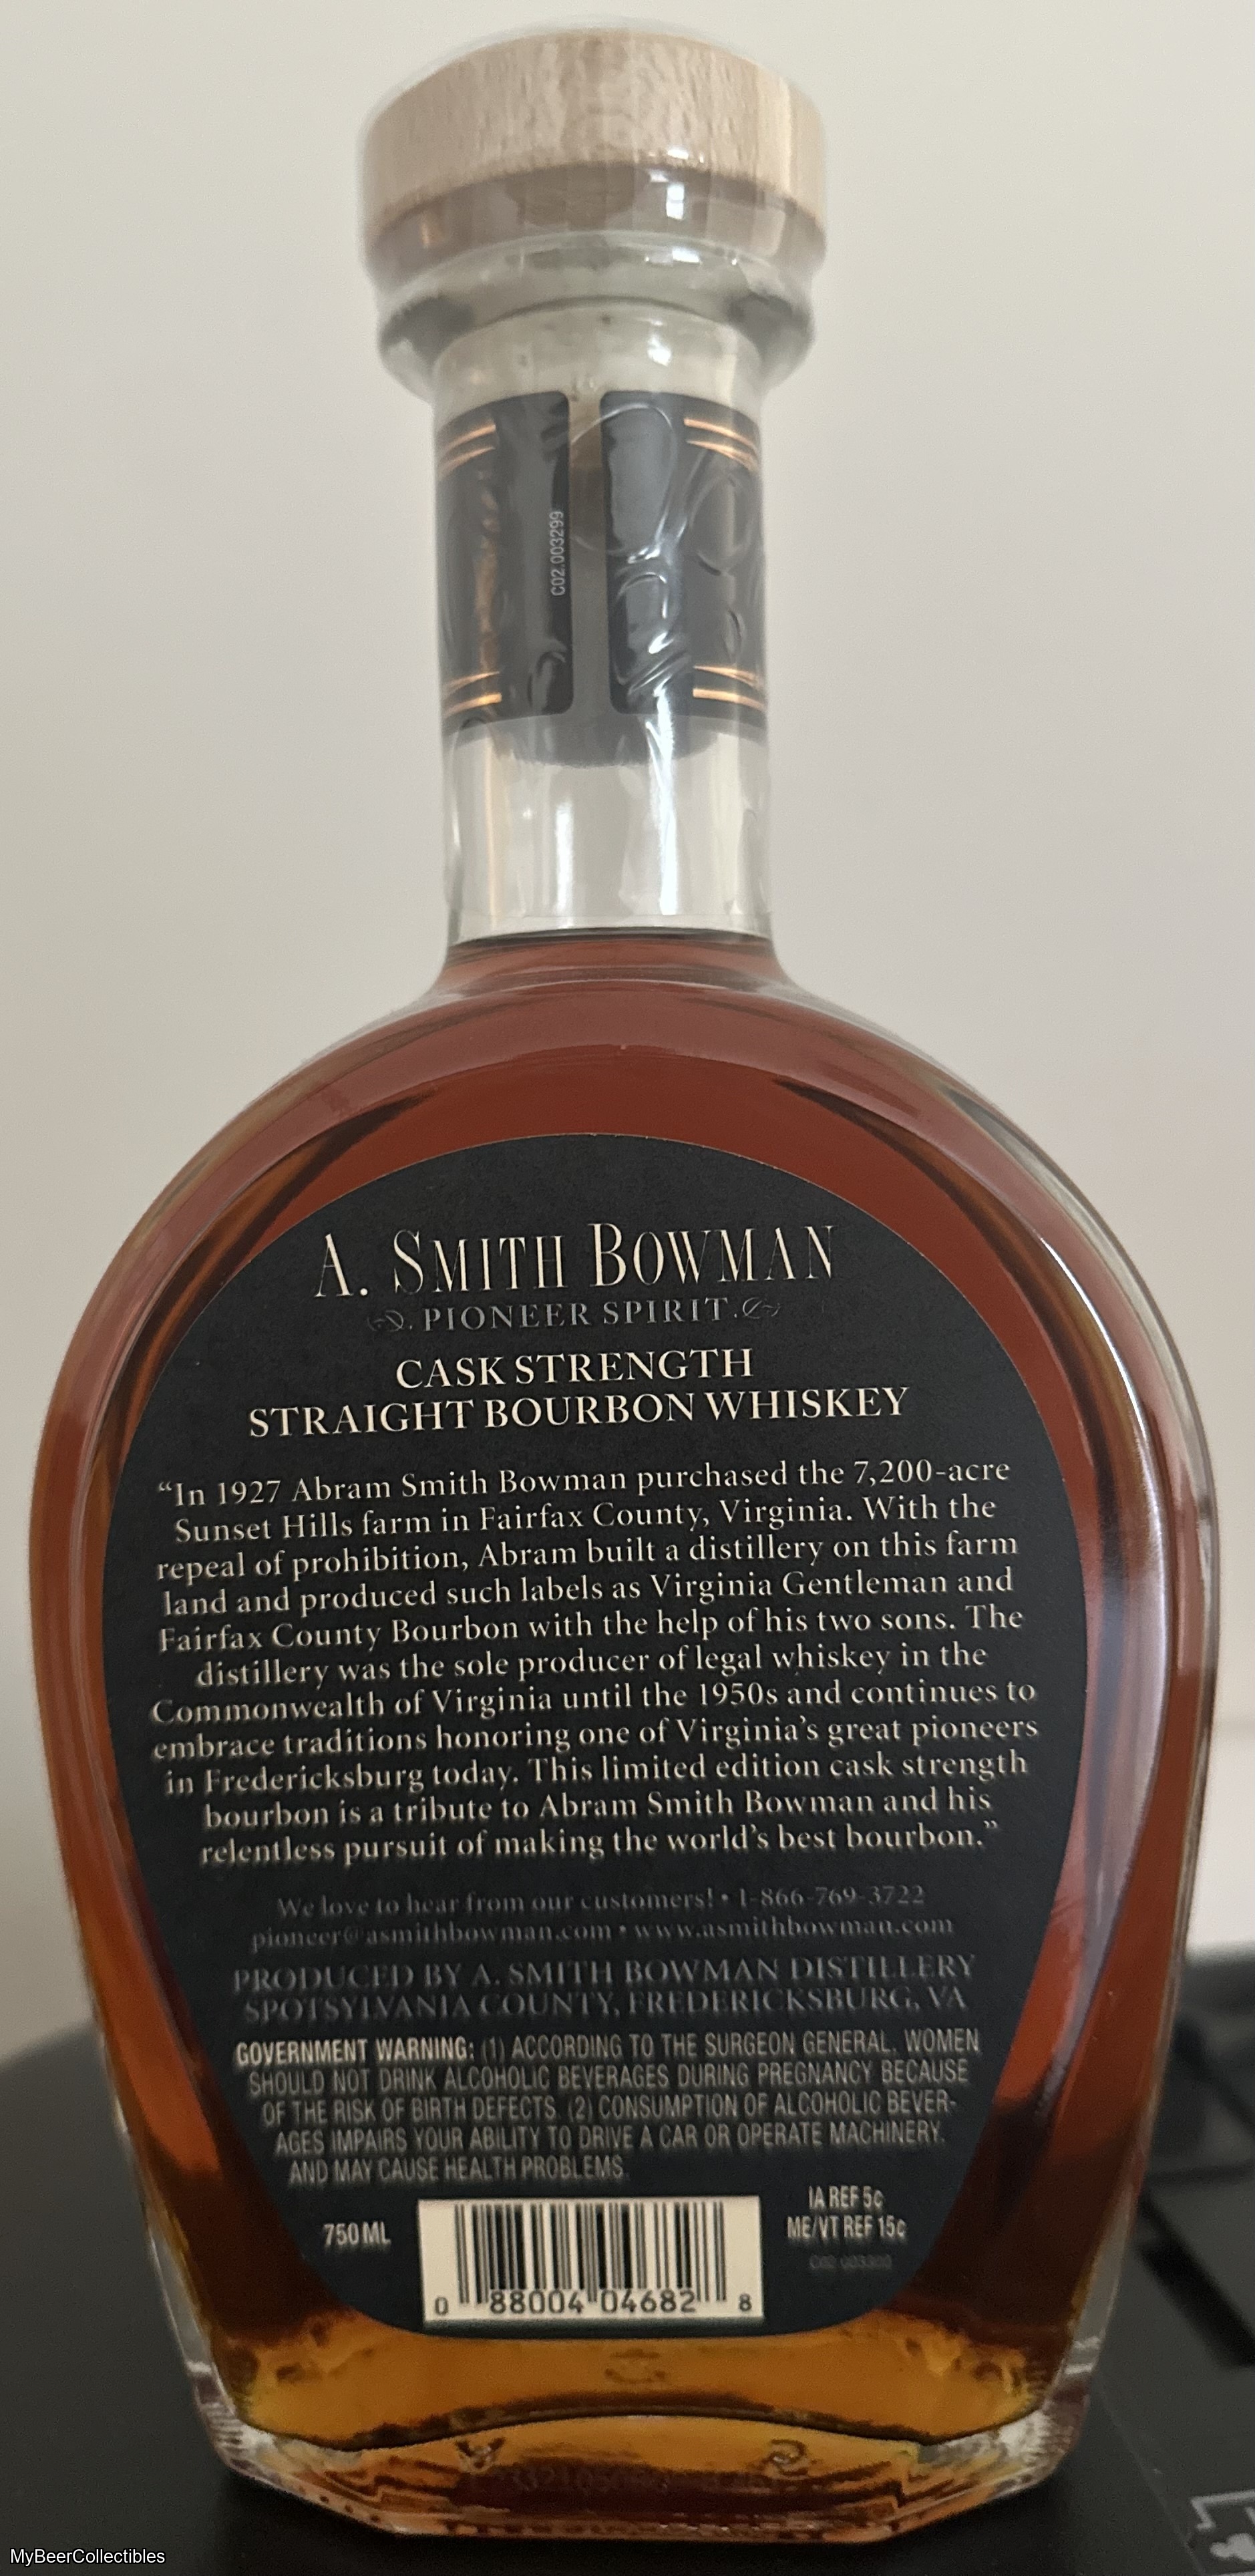 C02.003299
A. SMITH BOWMAN
PIONEER SPIRIT
CASK STRENGTH
STRAIGHT BOURBON WHISKEY
“In 1927 Abram Smith Bowman purchased the 7,200-acre
Sunset Hills farm in Fairfax County, Virginia. With the
repeal of prohibition, Abram built a distillery on this farm
land and produced such labels as Virginia Gentleman and
Fairfax County Bourbon with the help of his two sons. The
distillery was the sole producer of legal whiskey in the
Commonwealth of Virginia until the 1950s and continues to
embrace traditions honoring one of Virginia’s great pioneers
in Fredericksburg today. This limited edition cask strength
bourbon is a tribute to Abram Smith Bowman and his
relentless pursuit of making the world’s best bourbon.”
We love to hear from our customers! • 1-866-769-3722
pioneer@asmithbowman.com • www.asmithbowman.com
PRODUCED BY A. SMITH BOWMAN DISTILLERY
SPOTSYLVANIA COUNTY, FREDERICKSBURG, VA
GOVERNMENT WARNING: (1) ACCORDING TO THE SURGEON GENERAL, WOMEN
SHOULD NOT DRINK ALCOHOLIC BEVERAGES DURING PREGNANCY BECAUSE
OF THE RISK OF BIRTH DEFECTS. (2) CONSUMPTION OF ALCOHOLIC BEVER-
AGES IMPAIRS YOUR ABILITY TO DRIVE A CAR OR OPERATE MACHINERY,
AND MAY CAUSE HEALTH PROBLEMS.
750 ML
IA REF 5¢
ME/VT REF 15¢
C02.003300
0 88004 04682 8
MyBeerCollectibles